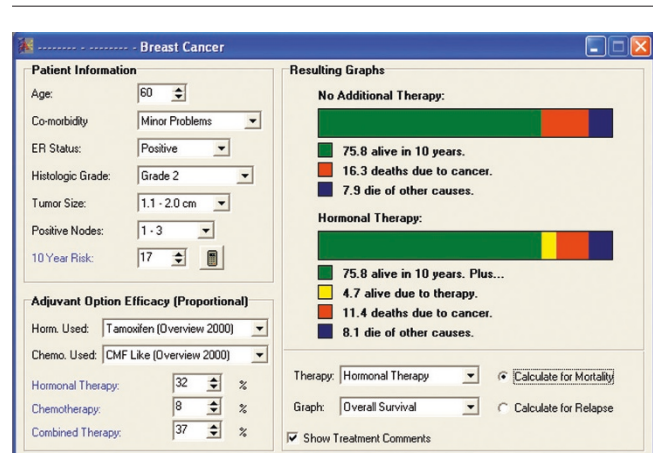 -------- - -------- - Breast Cancer
Patient Information
Age: 60
Co-morbidity Minor Problems
ER Status: Positive
Histologic Grade: Grade 2
Tumor Size: 1.1 - 2.0 cm
Positive Nodes: 1 - 3
10 Year Risk: 17
Adjuvant Option Efficacy (Proportional)
Horm. Used: Tamoxifen (Overview 2000)
Chemo. Used: CMF Like (Overview 2000)
Hormonal Therapy: 32 %
Chemotherapy: 8 %
Combined Therapy: 37 %
Resulting Graphs
No Additional Therapy:
75.8 alive in 10 years.
16.3 deaths due to cancer.
7.9 die of other causes.
Hormonal Therapy:
75.8 alive in 10 years. Plus...
4.7 alive due to therapy.
11.4 deaths due to cancer.
8.1 die of other causes.
Therapy: Hormonal Therapy
Calculate for Mortality
Graph: Overall Survival
Calculate for Relapse
Show Treatment Comments